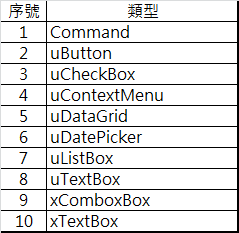 序號 類型
1 Command
2 uButton
3 uCheckBox
4 uContextMenu
5 uDataGrid
6 uDatePicker
7 uListBox
8 uTextBox
9 xComboxBox
10 xTextBox